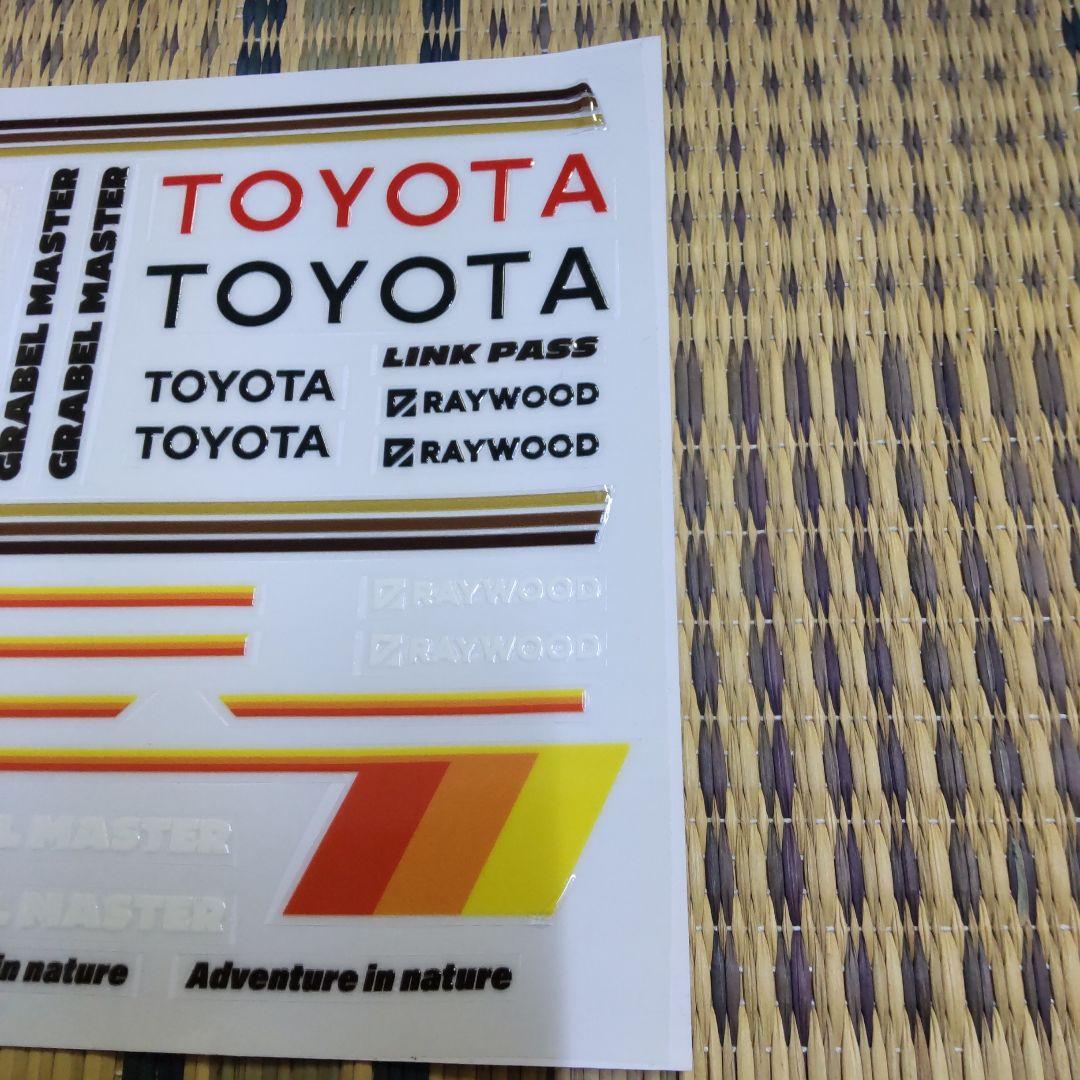 GRABEL MASTER
GRABEL MASTER
TOYOTA
TOYOTA
TOYOTA
TOYOTA
LINK PASS
RAYWOOD
RAYWOOD
RAYWOOD
RAYWOOD
L MASTER
L MASTER
in nature
Adventure in nature